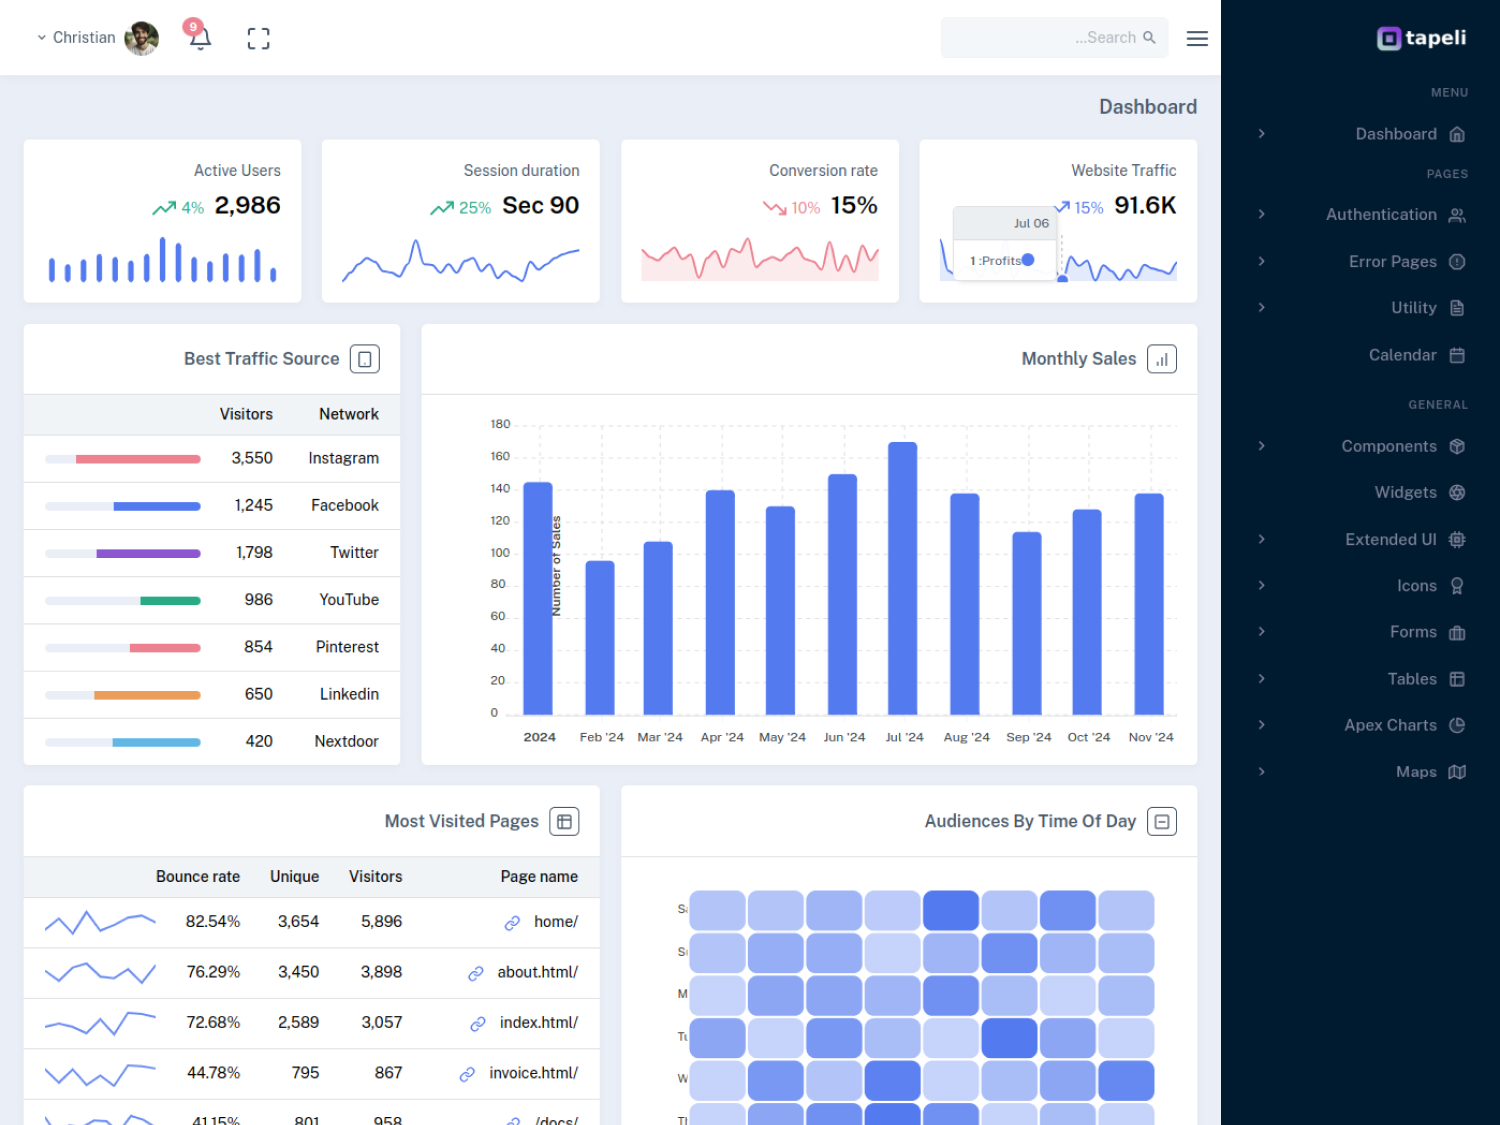 Christian
9
Search...
tapeli
MENU
Dashboard
PAGES
Authentication
Error Pages
Utility
Calendar
GENERAL
Components
Widgets
Extended UI
Icons
Forms
Tables
Apex Charts
Maps
Dashboard
Active Users
4% 2,986
Session duration
25% Sec 90
Conversion rate
10% 15%
Website Traffic
15% 91.6K
Jul 06
1 :Profits
Best Traffic Source
Visitors Network
3,550 Instagram
1,245 Facebook
1,798 Twitter
986 YouTube
854 Pinterest
650 Linkedin
420 Nextdoor
Monthly Sales
180
160
140
120
100
80
60
40
20
0
Number of Sales
2024 Feb '24 Mar '24 Apr '24 May '24 Jun '24 Jul '24 Aug '24 Sep '24 Oct '24 Nov '24
Most Visited Pages
Bounce rate Unique Visitors Page name
82.54% 3,654 5,896 home/
76.29% 3,450 3,898 about.html/
72.68% 2,589 3,057 index.html/
44.78% 795 867 invoice.html/
41.15% 801 958 /docs/
Audiences By Time Of Day